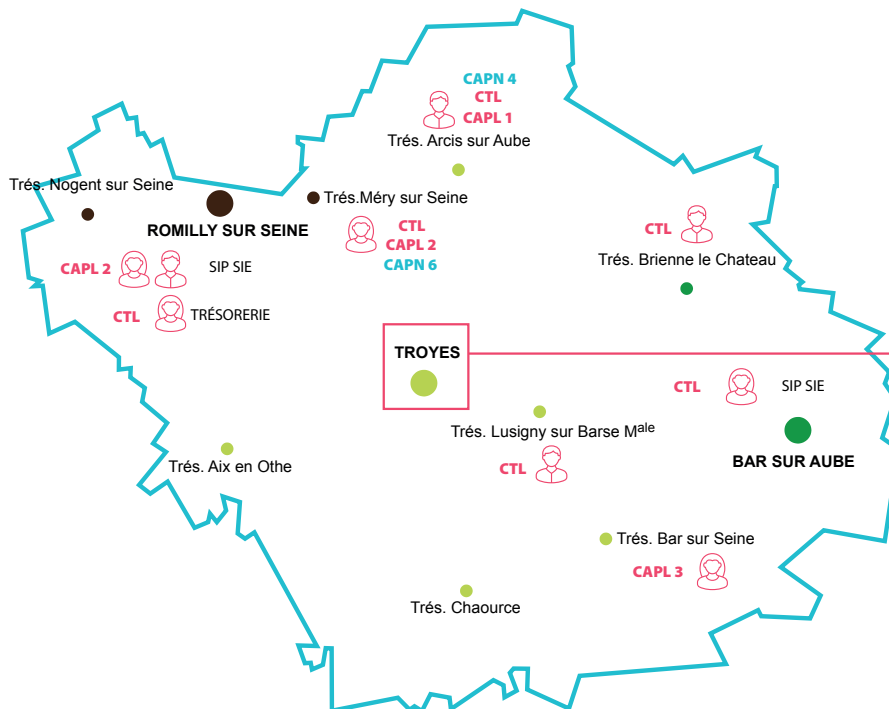 CAPN 4
CTL
CAPL 1
Trés. Arcis sur Aube
Trés. Nogent sur Seine
Trés.Méry sur Seine
ROMILLY SUR SEINE
CTL
CAPL 2
CAPN 6
CTL
Trés. Brienne le Chateau
CAPL 2 SIP SIE
CTL TRÉSORERIE
TROYES
CTL SIP SIE
Trés. Lusigny sur Barse Male
BAR SUR AUBE
Trés. Aix en Othe
CTL
Trés. Bar sur Seine
CAPL 3
Trés. Chaource